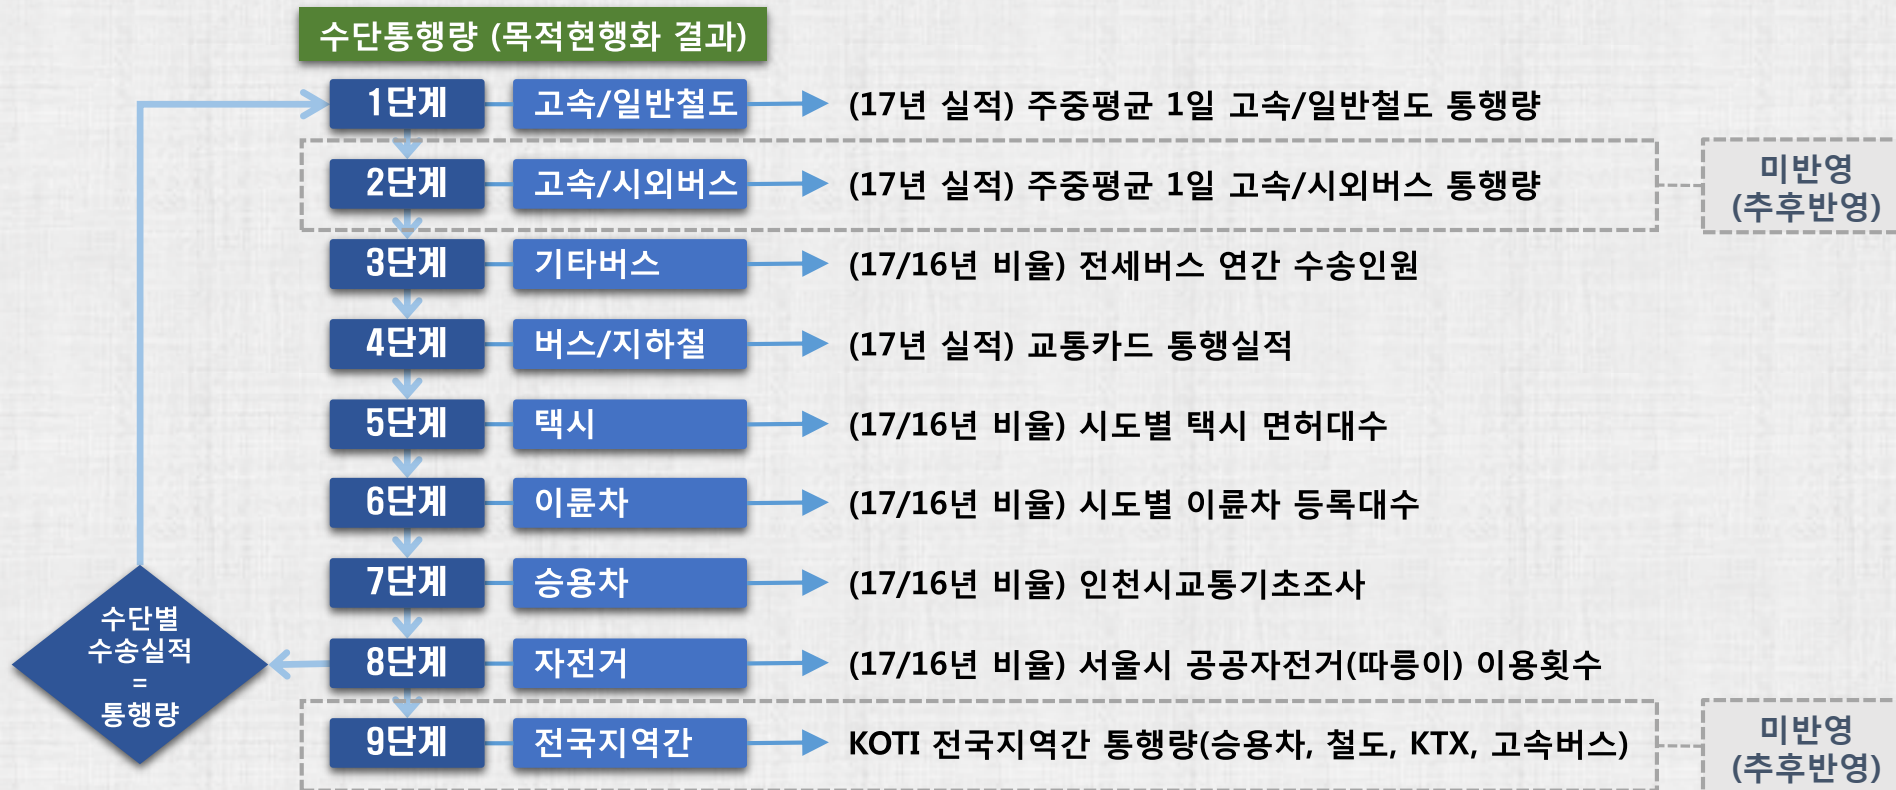 수단통행량 (목적현행화 결과)
1단계 고속/일반철도 (17년 실적) 주중평균 1일 고속/일반철도 통행량
2단계 고속/시외버스 (17년 실적) 주중평균 1일 고속/시외버스 통행량
미반영
(추후반영)
3단계 기타버스 (17/16년 비율) 전세버스 연간 수송인원
4단계 버스/지하철 (17년 실적) 교통카드 통행실적
5단계 택시 (17/16년 비율) 시도별 택시 면허대수
6단계 이륜차 (17/16년 비율) 시도별 이륜차 등록대수
7단계 승용차 (17/16년 비율) 인천시교통기초조사
8단계 자전거 (17/16년 비율) 서울시 공공자전거(따릉이) 이용횟수
수단별
수송실적
=
통행량
9단계 전국지역간 KOTI 전국지역간 통행량(승용차, 철도, KTX, 고속버스)
미반영
(추후반영)